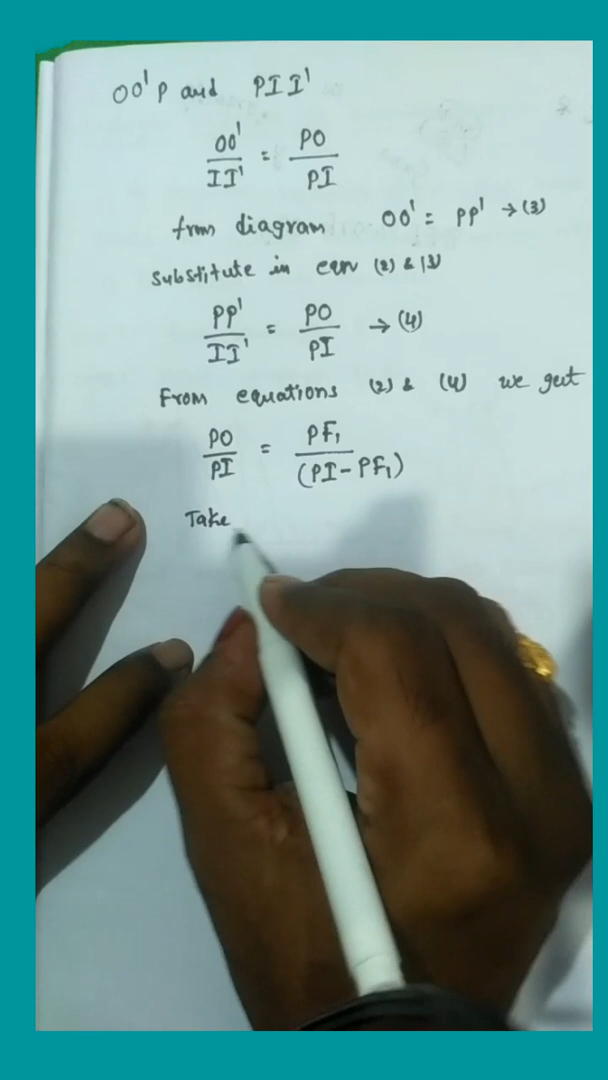 OO'P and PII'
OO'/II' = PO/PI
from diagram OO' = PP' → (3)
Substitute in eqn (2) & (3)
PP'/II' = PO/PI → (4)
From equations (2) & (4) we get
PO/PI = PF₁/(PI-PF₁)
Take